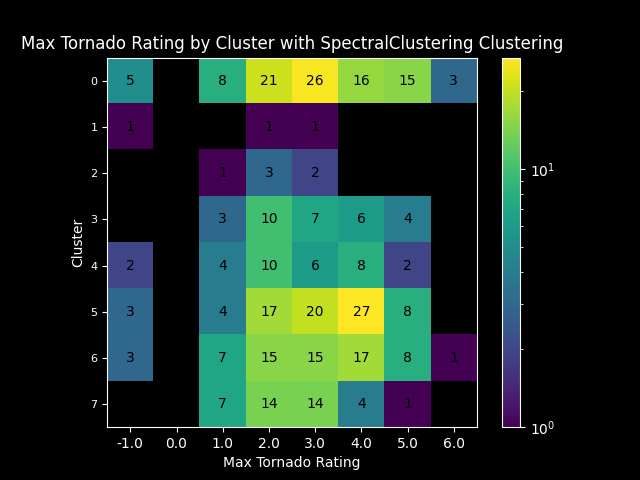 Max Tornado Rating by Cluster with SpectralClustering Clustering
0 5 8 21 26 16 15 3
1 1 1 1
2 1 3 2
3 3 10 7 6 4
4 2 4 10 6 8 2
5 3 4 17 20 27 8
6 3 7 15 15 17 8 1
7 7 14 14 4 1
-1.0 0.0 1.0 2.0 3.0 4.0 5.0 6.0
Max Tornado Rating
Cluster
10¹
10⁰